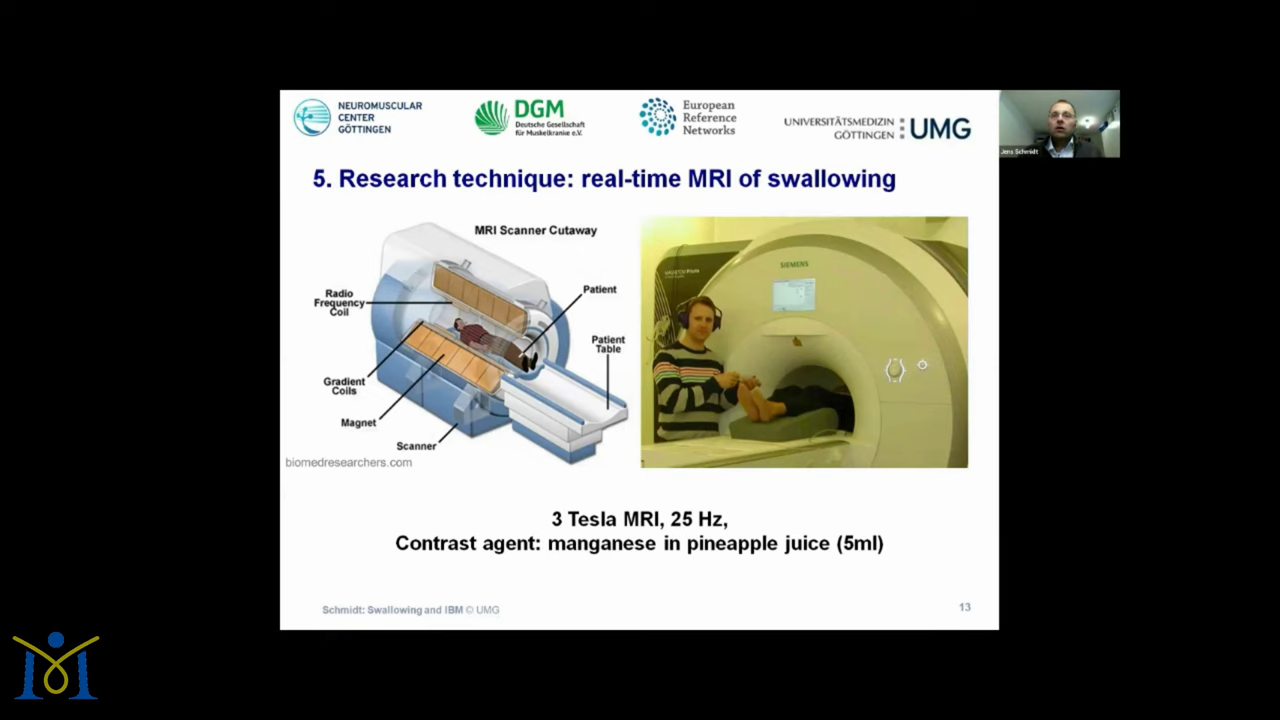 NEUROMUSCULAR
CENTER
GÖTTINGEN
DGM
Deutsche Gesellschaft
für Muskelkranke e.V.
European
Reference
Networks
UNIVERSITÄTSMEDIZIN
GÖTTINGEN
UMG
Jens Schmidt
5. Research technique: real-time MRI of swallowing
MRI Scanner Cutaway
Radio
Frequency
Coil
Patient
Patient
Table
Gradient
Coils
Magnet
Scanner
biomedresearchers.com
SIEMENS
3 Tesla MRI, 25 Hz,
Contrast agent: manganese in pineapple juice (5ml)
Schmidt: Swallowing and IBM © UMG
13